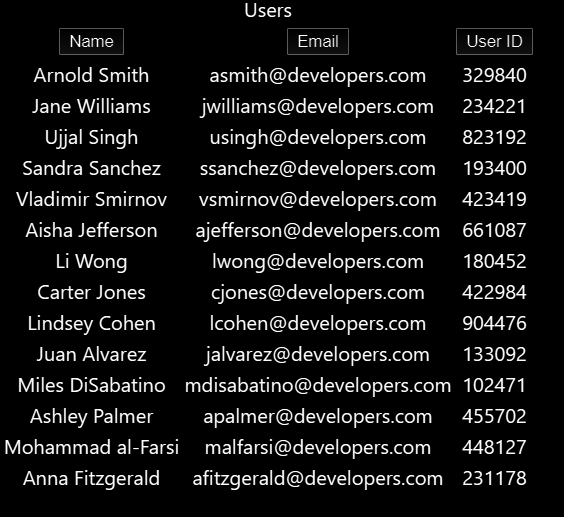 Users
Name Email User ID
Arnold Smith asmith@developers.com 329840
Jane Williams jwilliams@developers.com 234221
Ujjal Singh usingh@developers.com 823192
Sandra Sanchez ssanchez@developers.com 193400
Vladimir Smirnov vsmirnov@developers.com 423419
Aisha Jefferson ajefferson@developers.com 661087
Li Wong lwong@developers.com 180452
Carter Jones cjones@developers.com 422984
Lindsey Cohen lcohen@developers.com 904476
Juan Alvarez jalvarez@developers.com 133092
Miles DiSabatino mdisabatino@developers.com 102471
Ashley Palmer apalmer@developers.com 455702
Mohammad al-Farsi malfarsi@developers.com 448127
Anna Fitzgerald afitzgerald@developers.com 231178